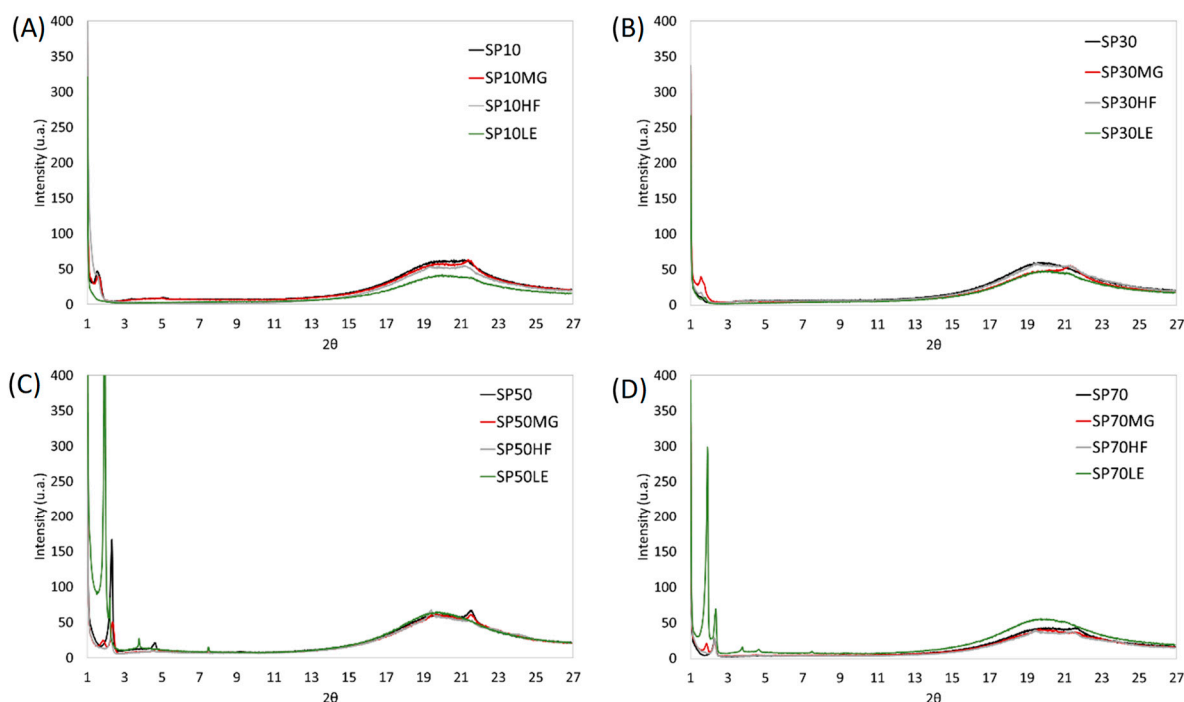 (A)
400
350
300
250
200
150
100
50
0
Intensity (u.a.)
SP10
SP10MG
SP10HF
SP10LE
1 3 5 7 9 11 13 15 17 19 21 23 25 27
2θ
(B)
400
350
300
250
200
150
100
50
0
Intensity (u.a.)
SP30
SP30MG
SP30HF
SP30LE
1 3 5 7 9 11 13 15 17 19 21 23 25 27
2θ
(C)
400
350
300
250
200
150
100
50
0
Intensity (u.a.)
SP50
SP50MG
SP50HF
SP50LE
1 3 5 7 9 11 13 15 17 19 21 23 25 27
2θ
(D)
400
350
300
250
200
150
100
50
0
Intensity (u.a.)
SP70
SP70MG
SP70HF
SP70LE
1 3 5 7 9 11 13 15 17 19 21 23 25 27
2θ